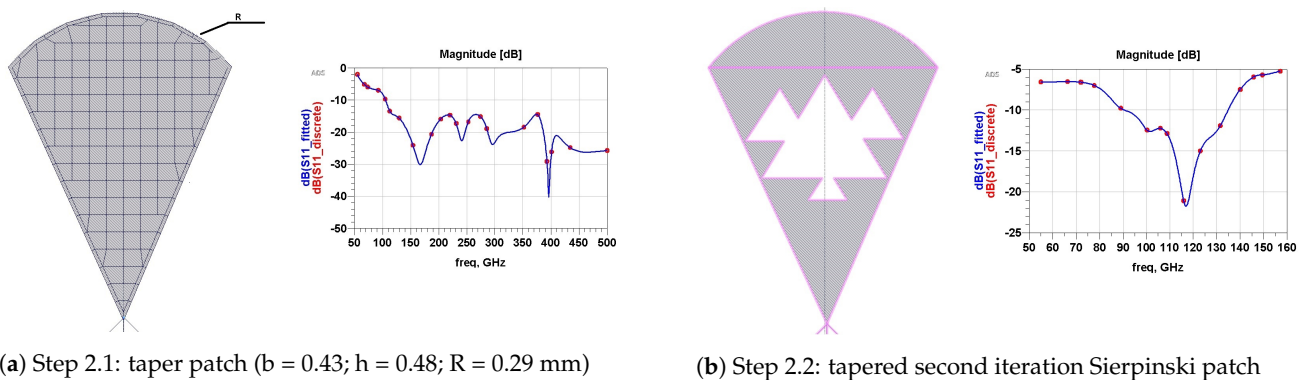 R
Magnitude [dB]
ADS
0
-10
-20
-30
-40
-50
dB(S11_fitted)
dB(S11_discrete)
50 100 150 200 250 300 350 400 450 500
freq, GHz
(a) Step 2.1: taper patch (b = 0.43; h = 0.48; R = 0.29 mm)
Magnitude [dB]
ADS
-5
-10
-15
-20
-25
dB(S11_fitted)
dB(S11_discrete)
50 60 70 80 90 100 110 120 130 140 150 160
freq, GHz
(b) Step 2.2: tapered second iteration Sierpinski patch